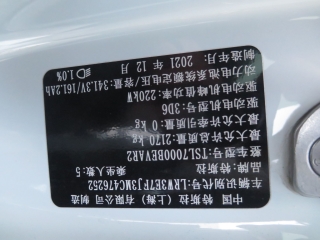 中国 特斯拉（上海）有限公司 制造
品牌：特斯拉
车辆识别代号：LRW3E7FJ3MC476252
整车型号：TSL7000BEVAR2 乘坐人数：5
最大允许总质量：2170 kg
最大允许牵引质量：0 kg
驱动电机型号：3D6
驱动电机峰值功率：220kW
动力电池系统额定电压/容量：341.3V/161.2Ah
制造年月：2021 年 12 月 1.0%